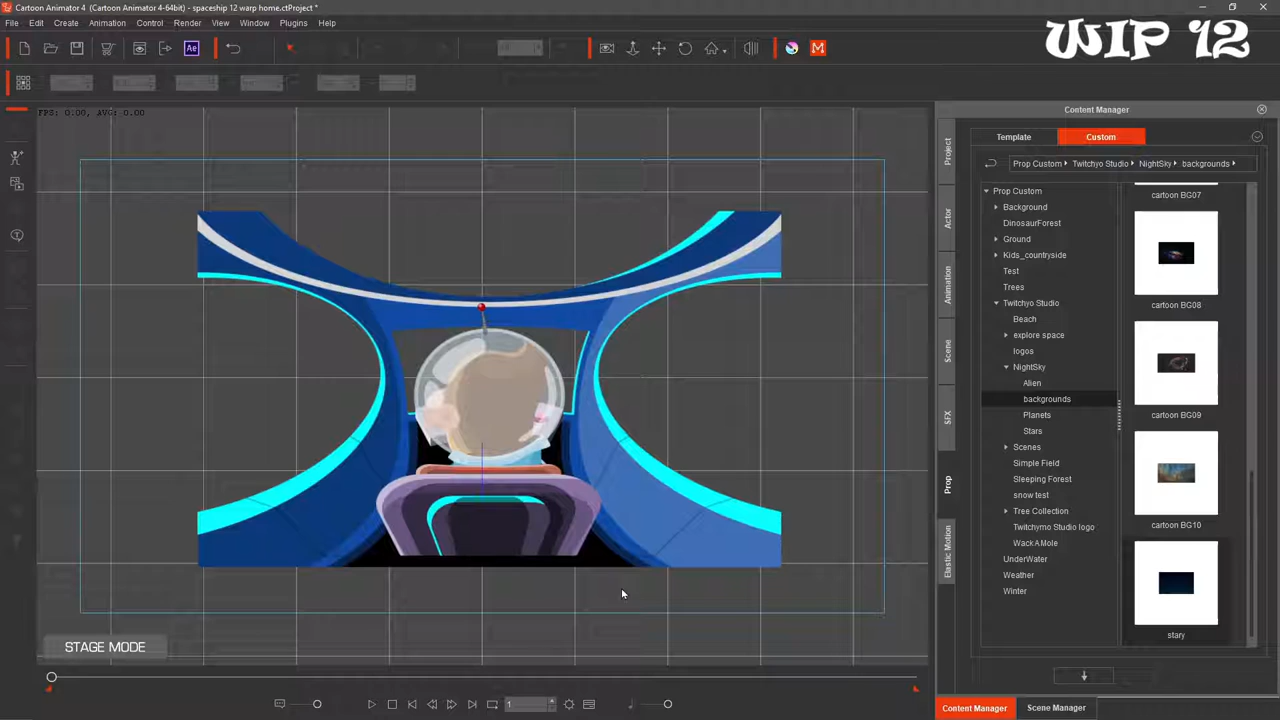 Cartoon Animator 4 (Cartoon Animator 4-64bit) - spaceship 12 warp home.ctProject *
File Edit Create Animation Control Render View Window Plugins Help
WIP 12
Ae
M
FPS: 0.00, AVG: 0.00
Content Manager
Template Custom
Prop Custom Twitchyo Studio NightSky backgrounds
Project
Actor
Animation
Scene
SFX
Prop
Elastic Motion
Prop Custom
Background
DinosaurForest
Ground
Kids_countryside
Test
Trees
Twitchyo Studio
Beach
explore space
logos
NightSky
Alien
backgrounds
Planets
Stars
Scenes
Simple Field
Sleeping Forest
snow test
Tree Collection
Twitchymo Studio logo
WackAMole
UnderWater
Weather
Winter
cartoon BG07
cartoon BG08
cartoon BG09
cartoon BG10
stary
STAGE MODE
1
Content Manager Scene Manager